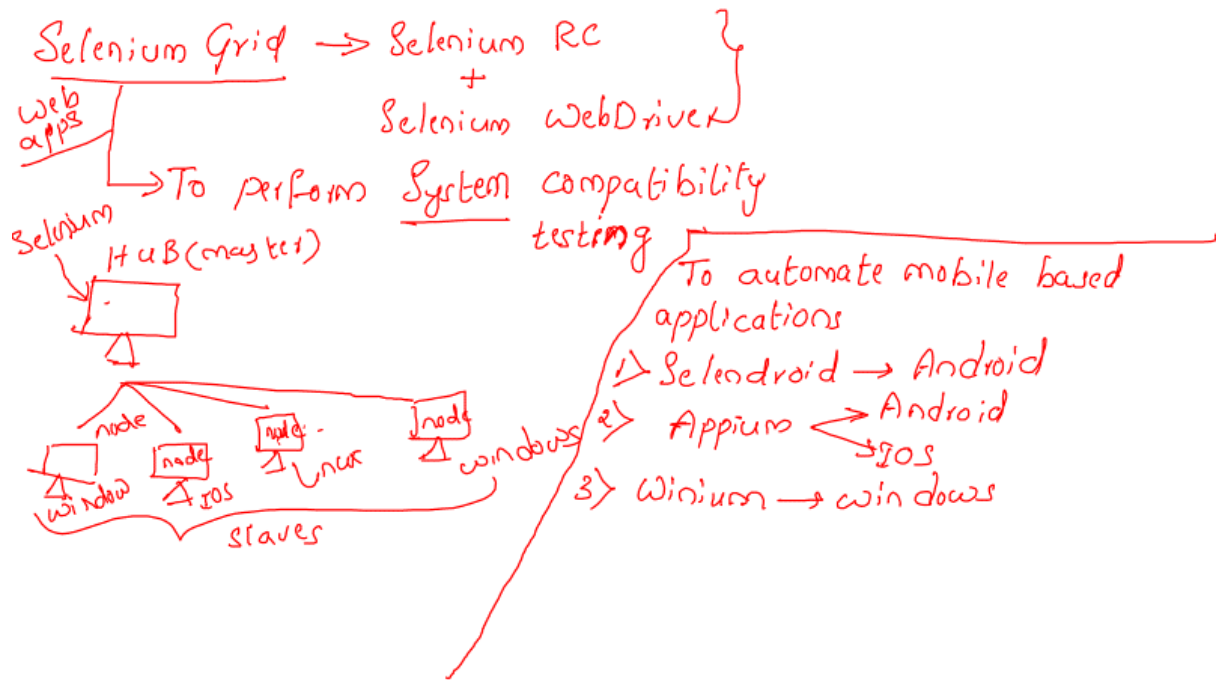 Selenium Grid → Selenium RC
+
Selenium WebDriver
web
apps
→ To perform System compatibility
testing
Selenium
HUB (master)
node
node
node
node
window
IOS
Linux
windows
slaves
To automate mobile based
applications
1) Selendroid → Android
2) Appium → Android
→ IOS
3) Winium → windows